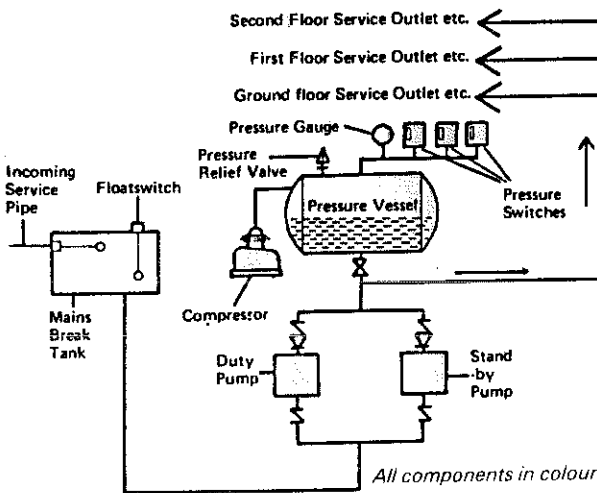 Second Floor Service Outlet etc.
First Floor Service Outlet etc.
Ground floor Service Outlet etc.
Pressure Gauge
Pressure
Relief Valve
Incoming
Service
Pipe
Floatswitch
Pressure Vessel
Pressure
Switches
Mains
Break
Tank
Compressor
Duty
Pump
Stand
-by
Pump
All components in colour